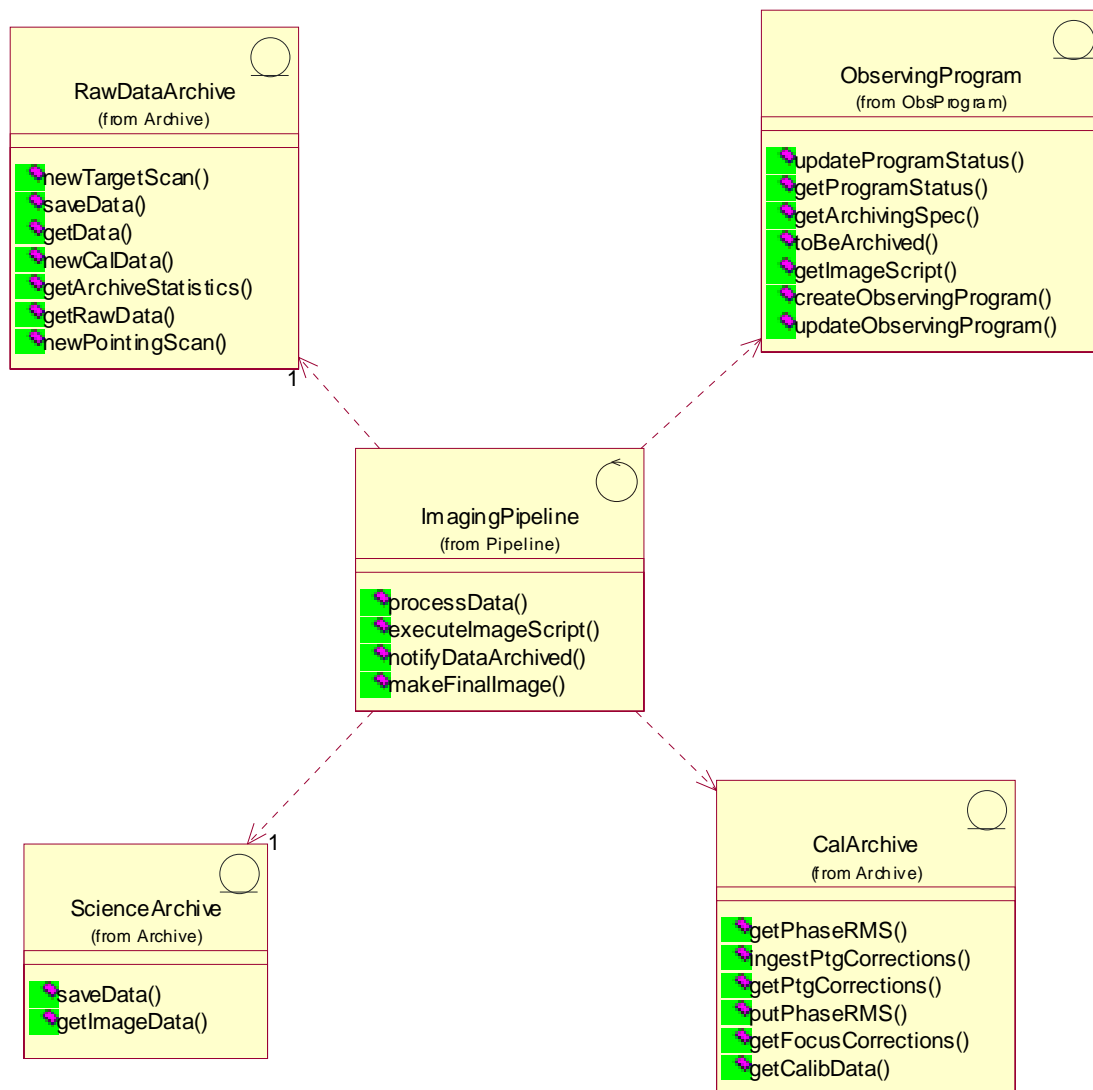 RawDataArchive
(from Archive)
newTargetScan()
saveData()
getData()
newCalData()
getArchiveStatistics()
getRawData()
newPointingScan()
1
ObservingProgram
(from ObsProgram)
updateProgramStatus()
getProgramStatus()
getArchivingSpec()
toBeArchived()
getImageScript()
createObservingProgram()
updateObservingProgram()
ImagingPipeline
(from Pipeline)
processData()
executeImageScript()
notifyDataArchived()
makeFinalImage()
1
ScienceArchive
(from Archive)
saveData()
getImageData()
CalArchive
(from Archive)
getPhaseRMS()
ingestPtgCorrections()
getPtgCorrections()
putPhaseRMS()
getFocusCorrections()
getCalibData()